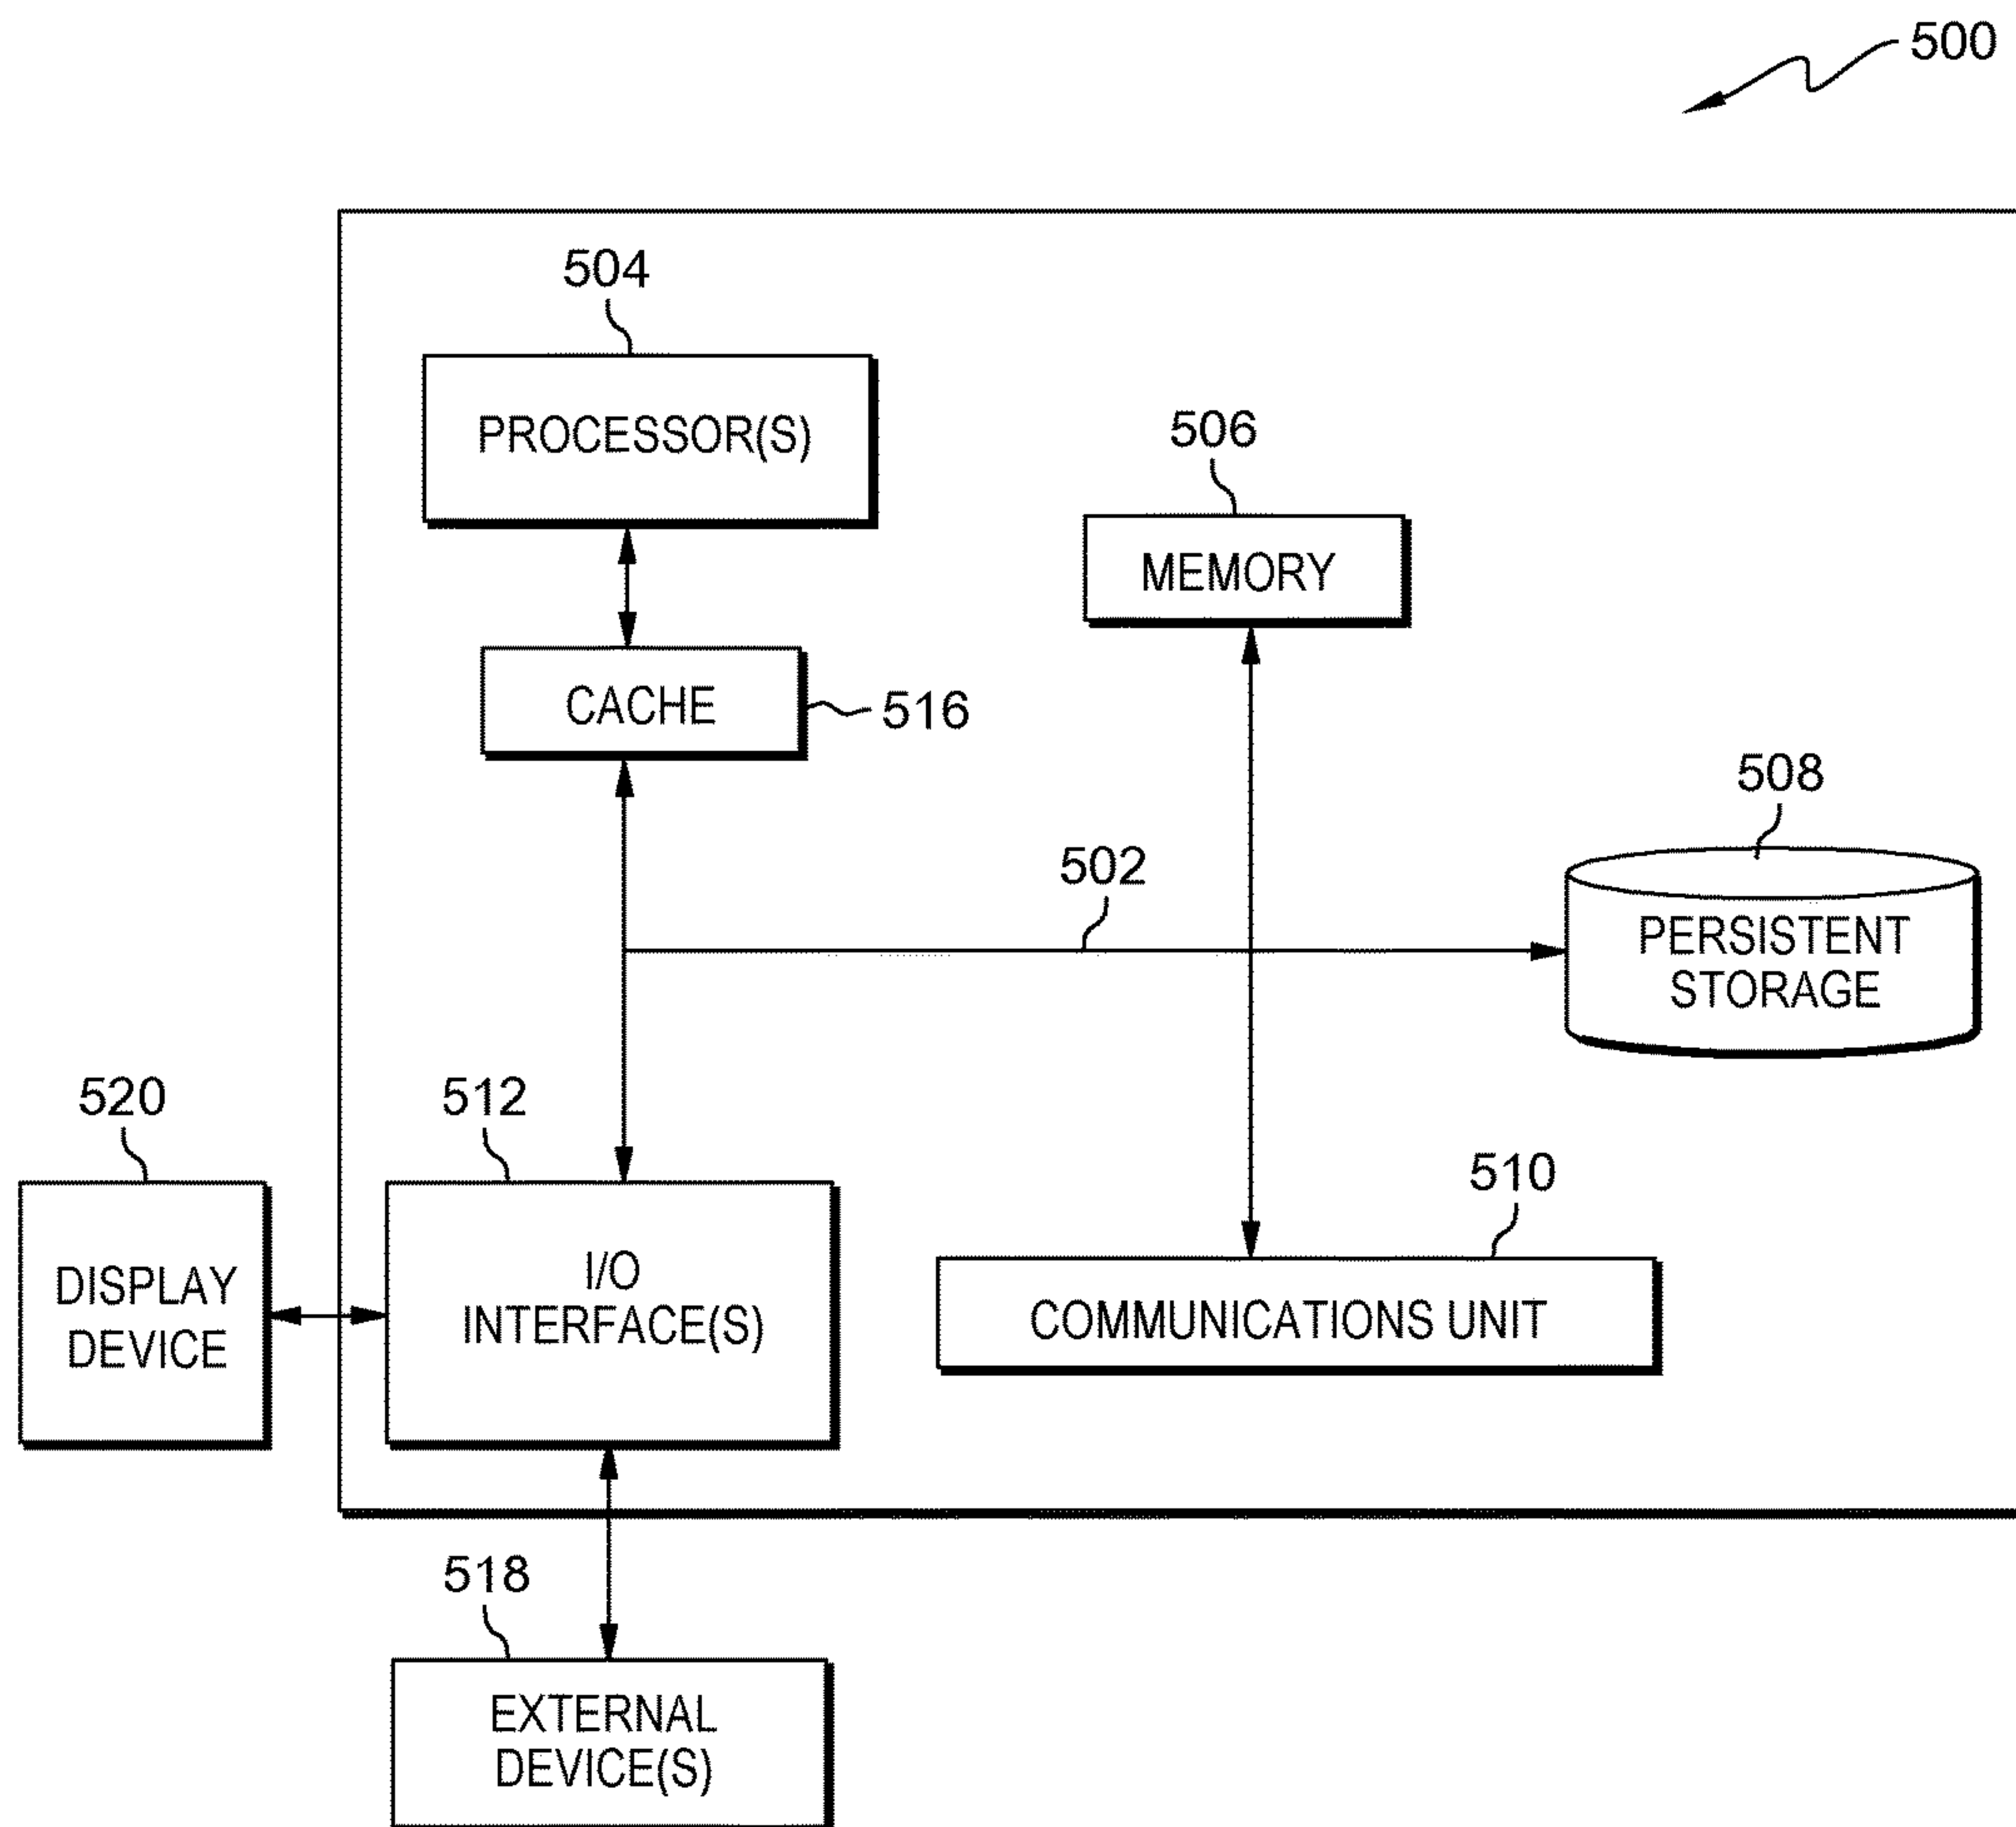 500
504
PROCESSOR(S)
506
MEMORY
CACHE
516
508
502
PERSISTENT
STORAGE
520
512
510
DISPLAY
DEVICE
I/O
INTERFACE(S)
COMMUNICATIONS UNIT
518
EXTERNAL
DEVICE(S)